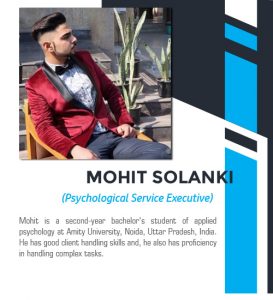 MOHIT SOLANKI
(Psychological Service Executive)
Mohit is a second-year bachelor's student of applied
psychology at Amity University, Noida, Uttar Pradesh, India.
He has good client handling skills and, he also has proficiency
in handling complex tasks.